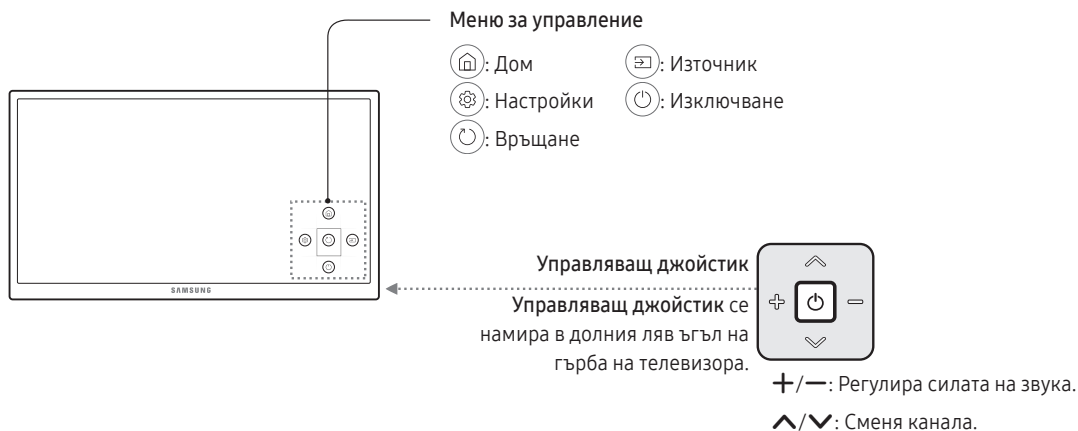 Меню за управление
: Дом
: Източник
: Настройки
: Изключване
: Връщане
SAMSUNG
Управляващ джойстик
Управляващ джойстик се
намира в долния ляв ъгъл на
гърба на телевизора.
+/−: Регулира силата на звука.
/: Сменя канала.